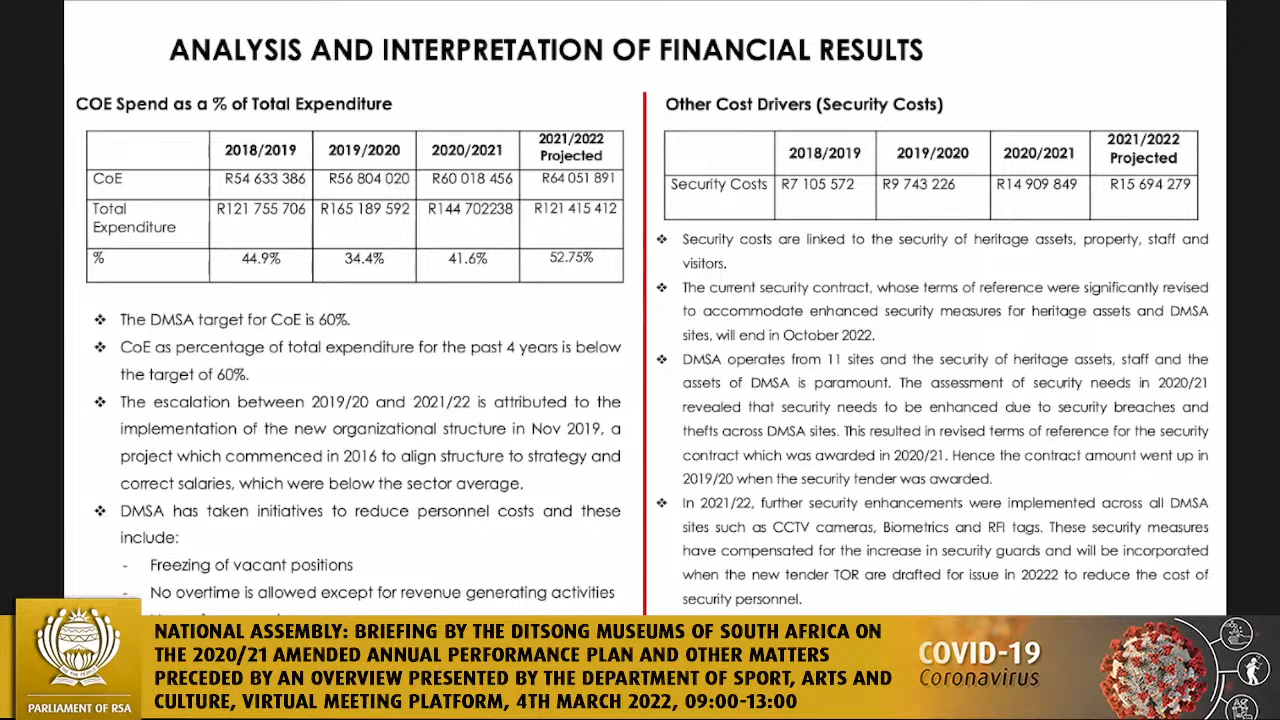 ANALYSIS AND INTERPRETATION OF FINANCIAL RESULTS
COE Spend as a % of Total Expenditure
2018/2019 2019/2020 2020/2021 2021/2022 Projected
CoE R54 633 386 R56 804 020 R60 018 456 R64 051 891
Total Expenditure R121 755 706 R165 189 592 R144 702238 R121 415 412
% 44.9% 34.4% 41.6% 52.75%
❖ The DMSA target for CoE is 60%.
❖ CoE as percentage of total expenditure for the past 4 years is below
the target of 60%.
❖ The escalation between 2019/20 and 2021/22 is attributed to the
implementation of the new organizational structure in Nov 2019, a
project which commenced in 2016 to align structure to strategy and
correct salaries, which were below the sector average.
❖ DMSA has taken initiatives to reduce personnel costs and these
include:
- Freezing of vacant positions
- No overtime is allowed except for revenue generating activities
Other Cost Drivers (Security Costs)
2018/2019 2019/2020 2020/2021 2021/2022 Projected
Security Costs R7 105 572 R9 743 226 R14 909 849 R15 694 279
❖ Security costs are linked to the security of heritage assets, property, staff and
visitors.
❖ The current security contract, whose terms of reference were significantly revised
to accommodate enhanced security measures for heritage assets and DMSA
sites, will end in October 2022.
❖ DMSA operates from 11 sites and the security of heritage assets, staff and the
assets of DMSA is paramount. The assessment of security needs in 2020/21
revealed that security needs to be enhanced due to security breaches and
thefts across DMSA sites. This resulted in revised terms of reference for the security
contract which was awarded in 2020/21. Hence the contract amount went up in
2019/20 when the security tender was awarded.
❖ In 2021/22, further security enhancements were implemented across all DMSA
sites such as CCTV cameras, Biometrics and RFI tags. These security measures
have compensated for the increase in security guards and will be incorporated
when the new tender TOR are drafted for issue in 20222 to reduce the cost of
security personnel.
PARLIAMENT OF RSA
NATIONAL ASSEMBLY: BRIEFING BY THE DITSONG MUSEUMS OF SOUTH AFRICA ON
THE 2020/21 AMENDED ANNUAL PERFORMANCE PLAN AND OTHER MATTERS
PRECEDED BY AN OVERVIEW PRESENTED BY THE DEPARTMENT OF SPORT, ARTS AND
CULTURE, VIRTUAL MEETING PLATFORM, 4TH MARCH 2022, 09:00-13:00
COVID-19
Coronavirus